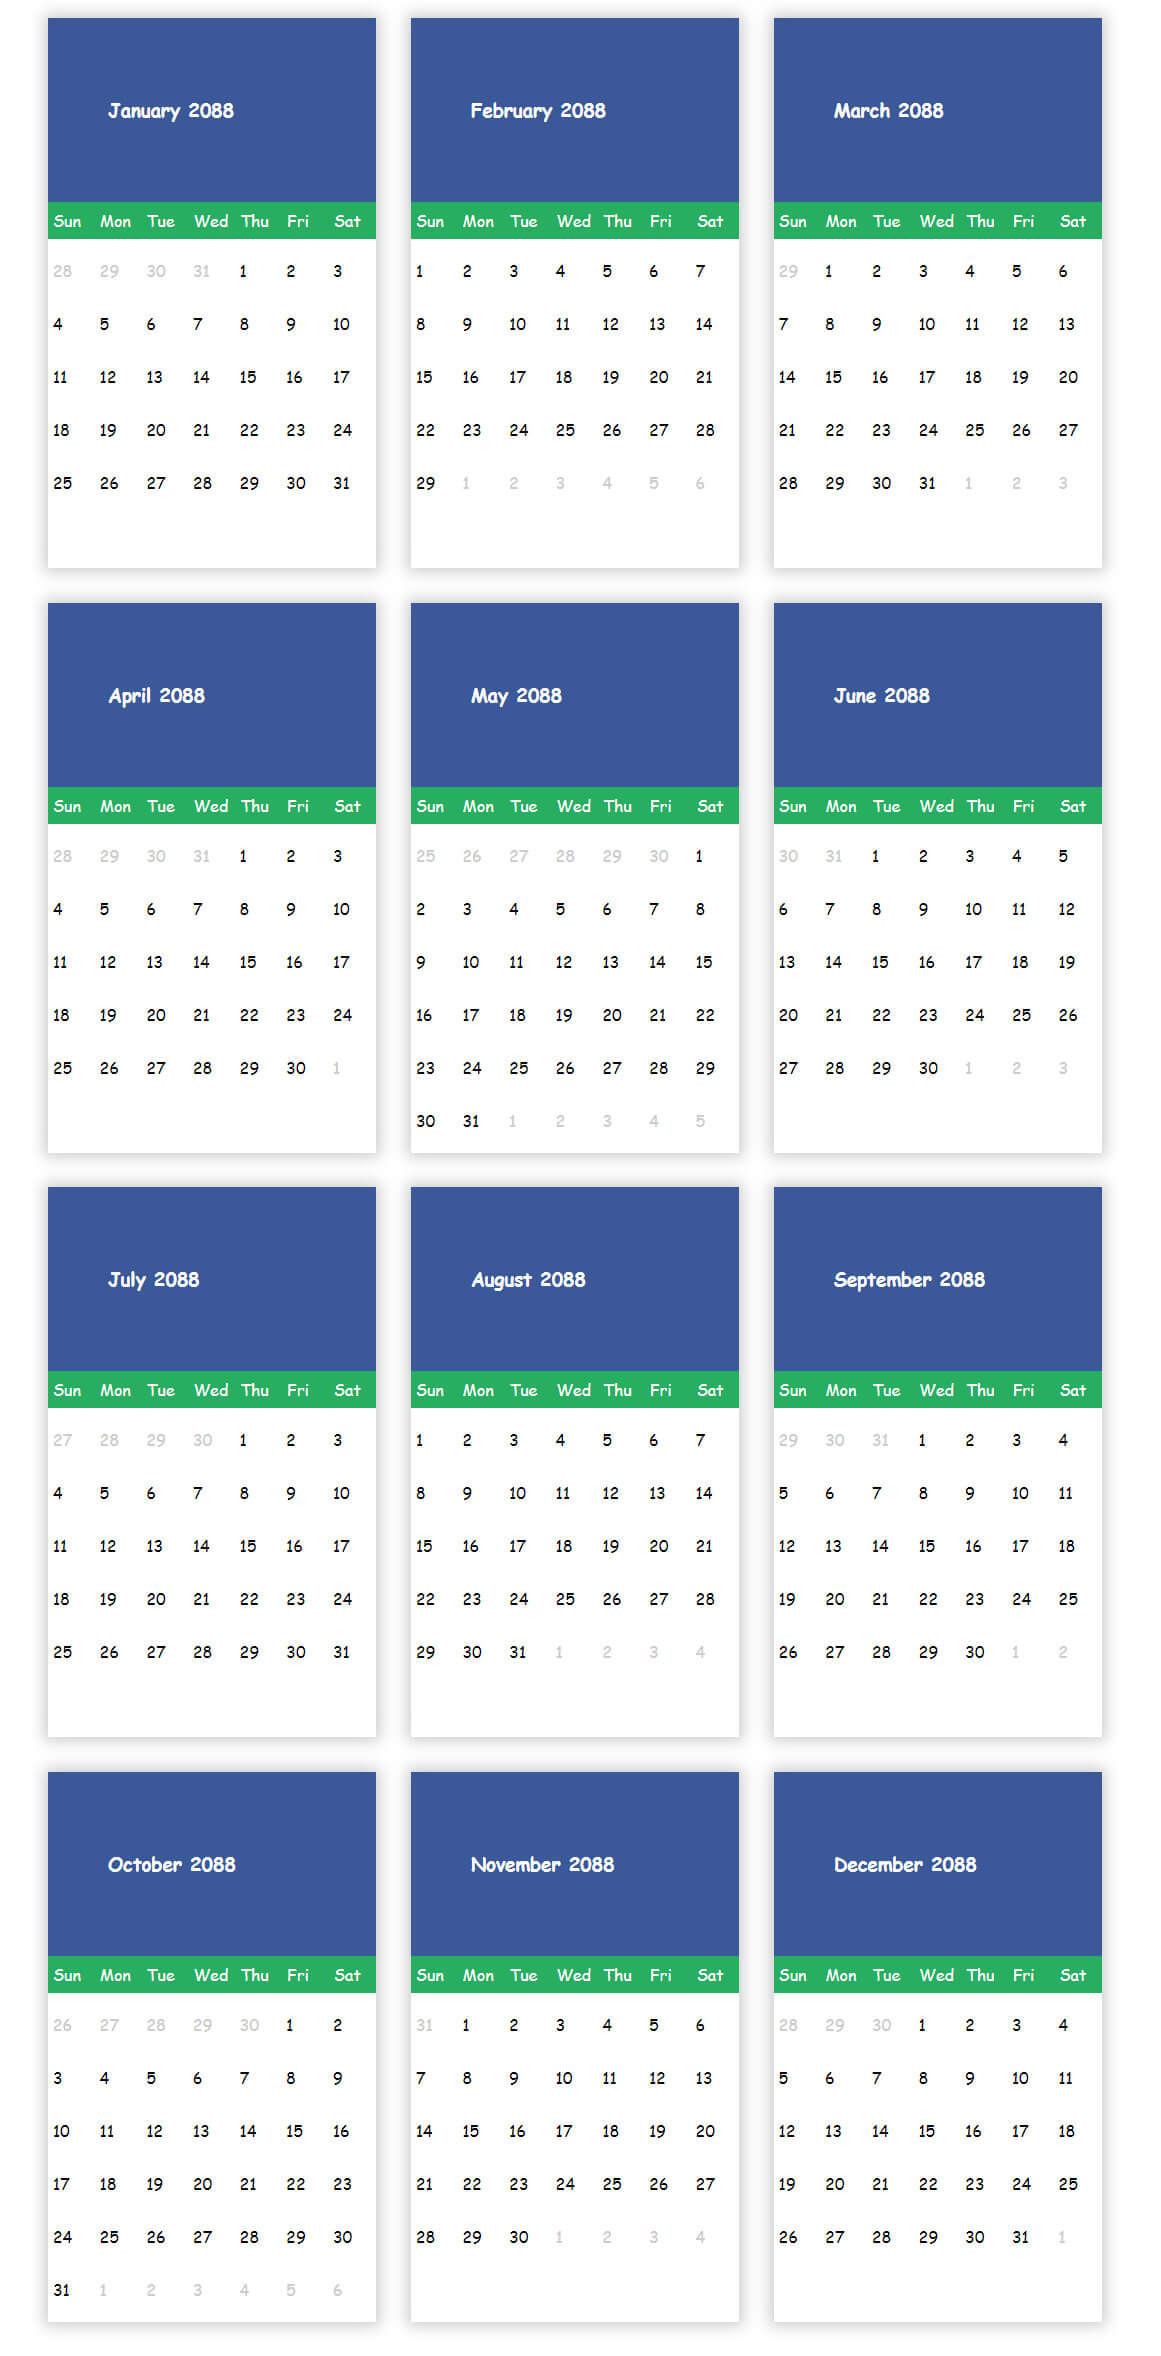 January 2088
Sun Mon Tue Wed Thu Fri Sat
28 29 30 31 1 2 3
4 5 6 7 8 9 10
11 12 13 14 15 16 17
18 19 20 21 22 23 24
25 26 27 28 29 30 31
February 2088
Sun Mon Tue Wed Thu Fri Sat
1 2 3 4 5 6 7
8 9 10 11 12 13 14
15 16 17 18 19 20 21
22 23 24 25 26 27 28
29 1 2 3 4 5 6
March 2088
Sun Mon Tue Wed Thu Fri Sat
29 1 2 3 4 5 6
7 8 9 10 11 12 13
14 15 16 17 18 19 20
21 22 23 24 25 26 27
28 29 30 31 1 2 3
April 2088
Sun Mon Tue Wed Thu Fri Sat
28 29 30 31 1 2 3
4 5 6 7 8 9 10
11 12 13 14 15 16 17
18 19 20 21 22 23 24
25 26 27 28 29 30 1
May 2088
Sun Mon Tue Wed Thu Fri Sat
25 26 27 28 29 30 1
2 3 4 5 6 7 8
9 10 11 12 13 14 15
16 17 18 19 20 21 22
23 24 25 26 27 28 29
30 31 1 2 3 4 5
June 2088
Sun Mon Tue Wed Thu Fri Sat
30 31 1 2 3 4 5
6 7 8 9 10 11 12
13 14 15 16 17 18 19
20 21 22 23 24 25 26
27 28 29 30 1 2 3
July 2088
Sun Mon Tue Wed Thu Fri Sat
27 28 29 30 1 2 3
4 5 6 7 8 9 10
11 12 13 14 15 16 17
18 19 20 21 22 23 24
25 26 27 28 29 30 31
August 2088
Sun Mon Tue Wed Thu Fri Sat
1 2 3 4 5 6 7
8 9 10 11 12 13 14
15 16 17 18 19 20 21
22 23 24 25 26 27 28
29 30 31 1 2 3 4
September 2088
Sun Mon Tue Wed Thu Fri Sat
29 30 31 1 2 3 4
5 6 7 8 9 10 11
12 13 14 15 16 17 18
19 20 21 22 23 24 25
26 27 28 29 30 1 2
October 2088
Sun Mon Tue Wed Thu Fri Sat
26 27 28 29 30 1 2
3 4 5 6 7 8 9
10 11 12 13 14 15 16
17 18 19 20 21 22 23
24 25 26 27 28 29 30
31 1 2 3 4 5 6
November 2088
Sun Mon Tue Wed Thu Fri Sat
31 1 2 3 4 5 6
7 8 9 10 11 12 13
14 15 16 17 18 19 20
21 22 23 24 25 26 27
28 29 30 1 2 3 4
December 2088
Sun Mon Tue Wed Thu Fri Sat
28 29 30 1 2 3 4
5 6 7 8 9 10 11
12 13 14 15 16 17 18
19 20 21 22 23 24 25
26 27 28 29 30 31 1